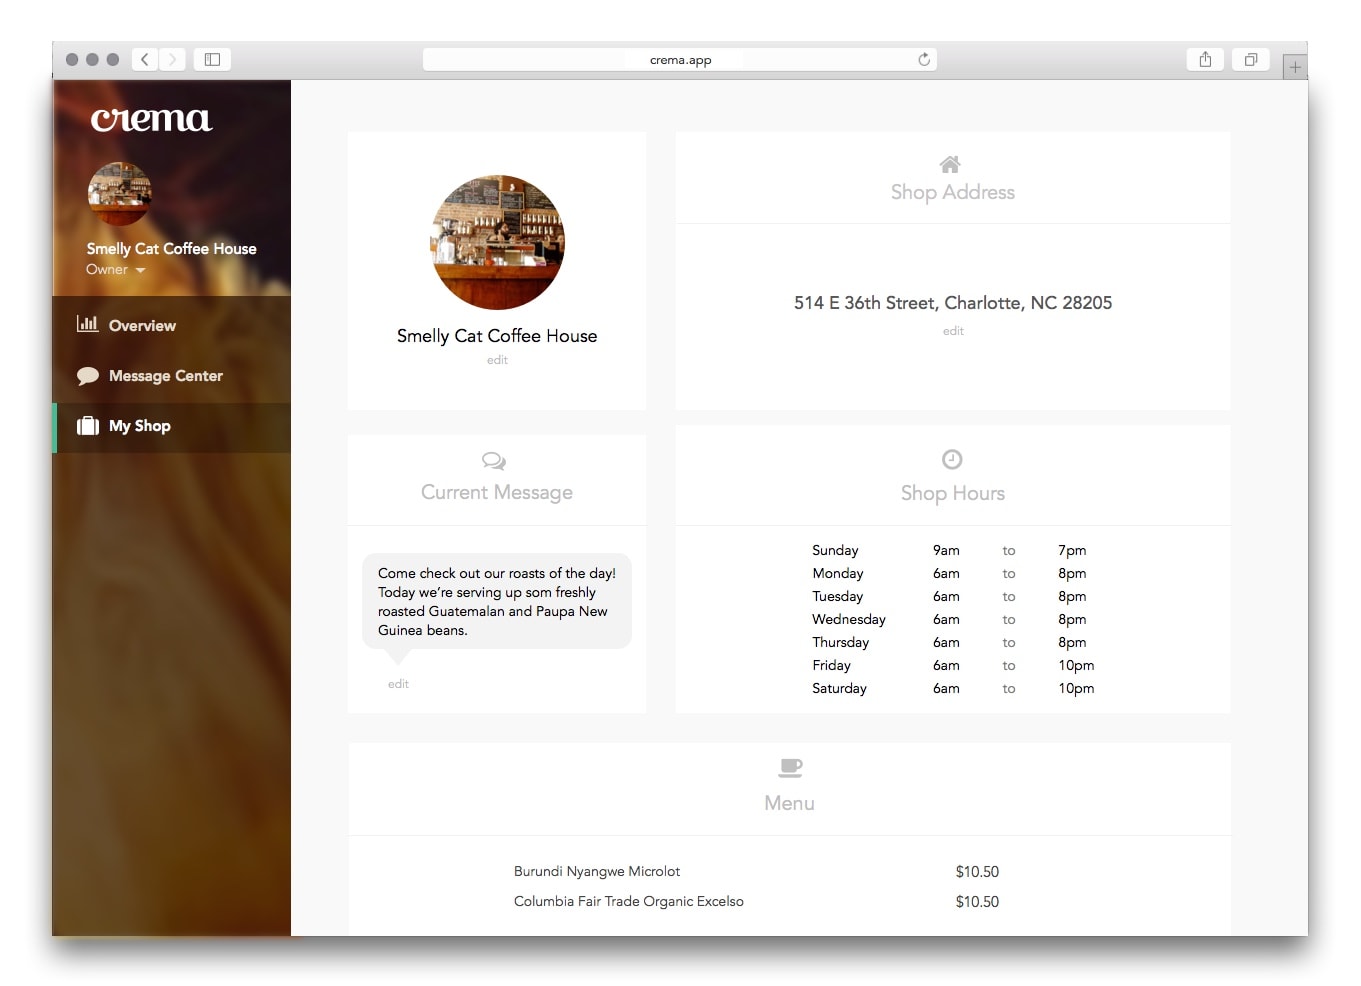 crema.app
crema
Smelly Cat Coffee House
Owner
Overview
Message Center
My Shop
Smelly Cat Coffee House
edit
Shop Address
514 E 36th Street, Charlotte, NC 28205
edit
Current Message
Come check out our roasts of the day!
Today we're serving up som freshly
roasted Guatemalan and Paupa New
Guinea beans.
edit
Shop Hours
Sunday 9am to 7pm
Monday 6am to 8pm
Tuesday 6am to 8pm
Wednesday 6am to 8pm
Thursday 6am to 8pm
Friday 6am to 10pm
Saturday 6am to 10pm
Menu
Burundi Nyangwe Microlot $10.50
Columbia Fair Trade Organic Excelso $10.50